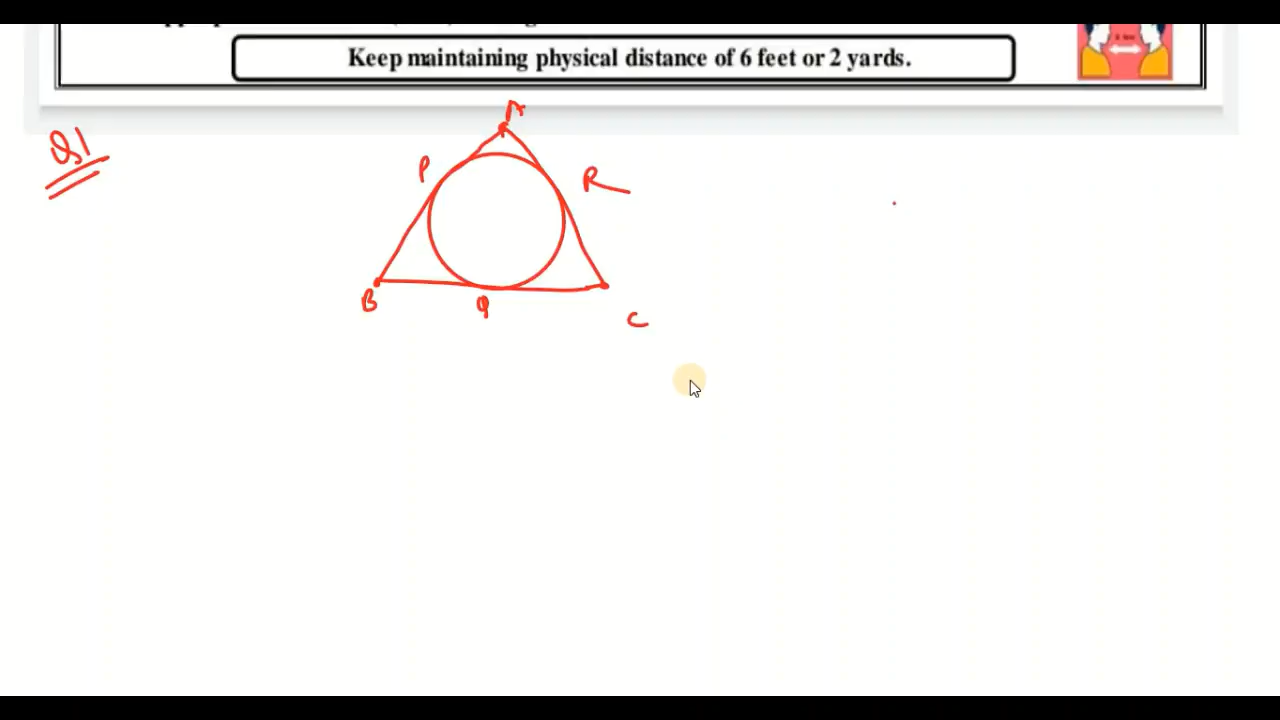 Keep maintaining physical distance of 6 feet or 2 yards.
Q1
A
P
R
B
Q
C